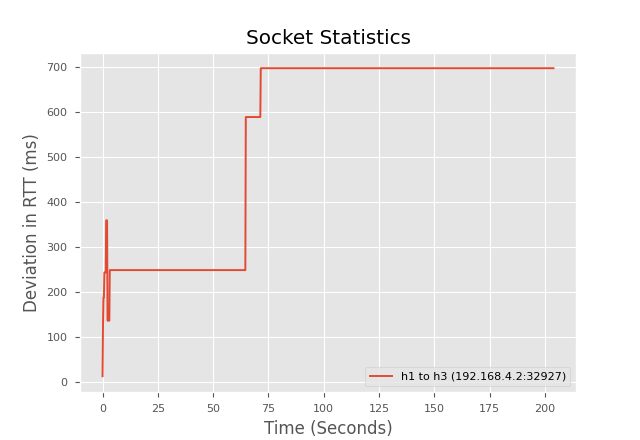 Socket Statistics
Deviation in RTT (ms)
700
600
500
400
300
200
100
0
h1 to h3 (192.168.4.2:32927)
0 25 50 75 100 125 150 175 200
Time (Seconds)